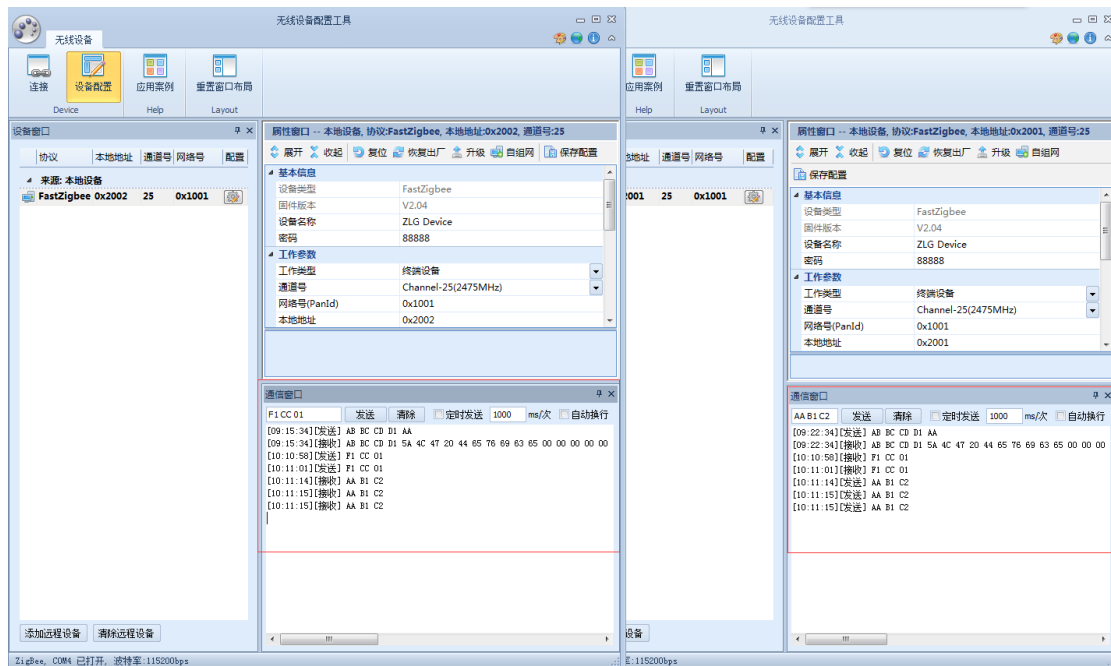 无线设备配置工具
无线设备
连接 设备配置 应用案例 重置窗口布局
Device Help Layout
设备窗口
协议 本地地址 通道号 网络号 配置
来源: 本地设备
FastZigbee 0x2002 25 0x1001
添加远程设备 清除远程设备
ZigBee, COM4 已打开, 波特率:115200bps
属性窗口 -- 本地设备, 协议:FastZigbee, 本地地址:0x2002, 通道号:25
展开 收起 复位 恢复出厂 升级 自组网 保存配置
基本信息
设备类型 FastZigbee
固件版本 V2.04
设备名称 ZLG Device
密码 88888
工作参数
工作类型 终端设备
通道号 Channel-25(2475MHz)
网络号(PanId) 0x1001
本地地址 0x2002
通信窗口
F1 CC 01 发送 清除 定时发送 1000 ms/次 自动换行
[09:15:34][发送] AB BC CD D1 AA
[09:15:34][接收] AB BC CD D1 5A 4C 47 20 44 65 76 69 63 65 00 00 00 00 00
[10:10:58][发送] F1 CC 01
[10:11:01][发送] F1 CC 01
[10:11:14][接收] AA B1 C2
[10:11:15][接收] AA B1 C2
[10:11:15][接收] AA B1 C2
无线设备配置工具
应用案例 重置窗口布局
Help Layout
地址 通道号 网络号 配置
2001 25 0x1001
设备
:115200bps
属性窗口 -- 本地设备, 协议:FastZigbee, 本地地址:0x2001, 通道号:25
展开 收起 复位 恢复出厂 升级 自组网
保存配置
基本信息
设备类型 FastZigbee
固件版本 V2.04
设备名称 ZLG Device
密码 88888
工作参数
工作类型 终端设备
通道号 Channel-25(2475MHz)
网络号(PanId) 0x1001
本地地址 0x2001
通信窗口
AA B1 C2 发送 清除 定时发送 1000 ms/次 自动换行
[09:22:34][发送] AB BC CD D1 AA
[09:22:34][接收] AB BC CD D1 5A 4C 47 20 44 65 76 69 63 65 00 00 00
[10:10:58][接收] F1 CC 01
[10:11:01][接收] F1 CC 01
[10:11:14][发送] AA B1 C2
[10:11:15][发送] AA B1 C2
[10:11:15][发送] AA B1 C2